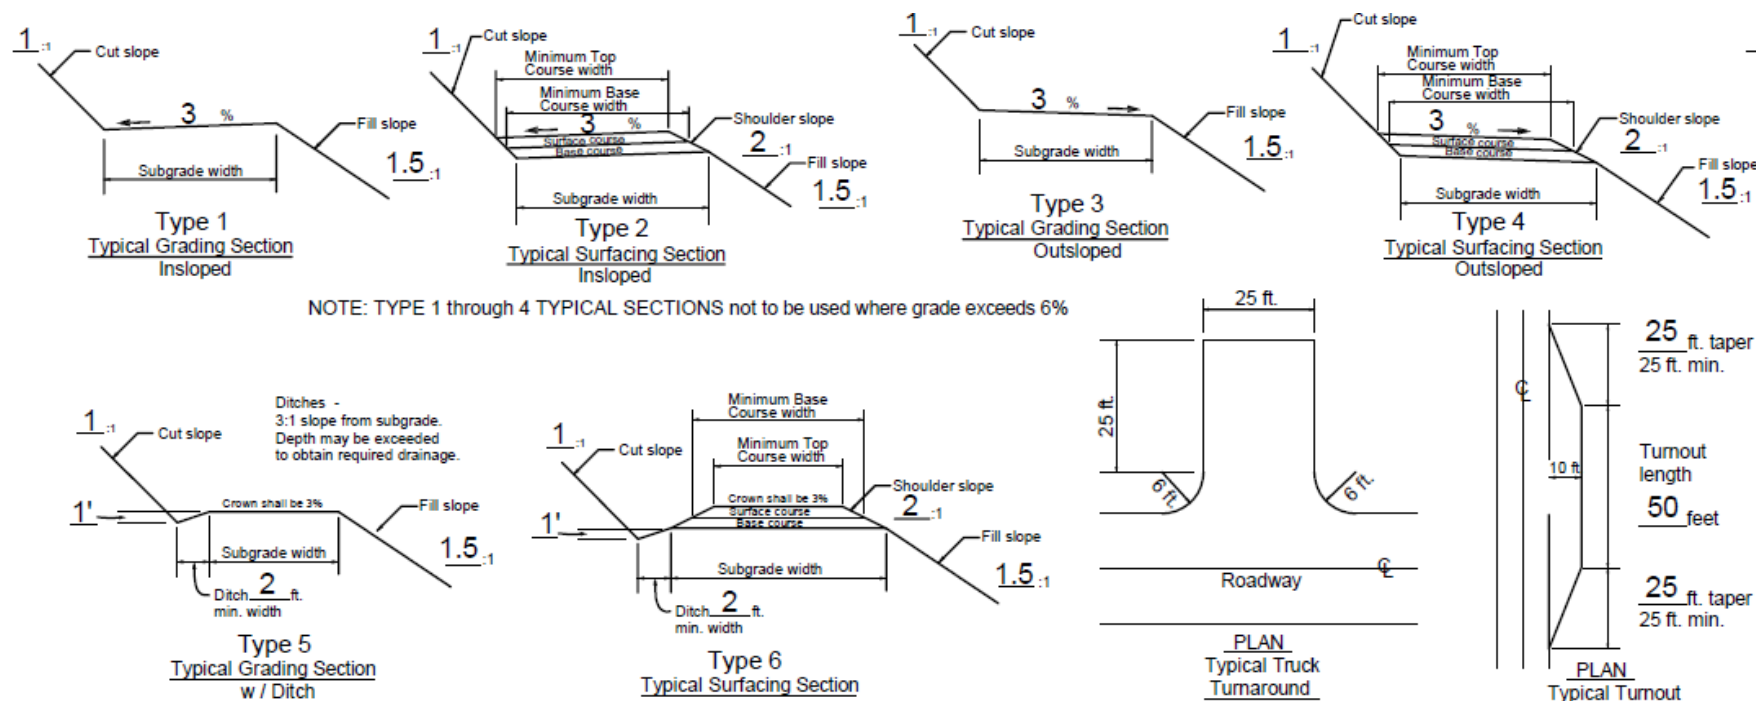 1 :1
Cut slope
3 %
Fill slope
1.5 :1
Subgrade width
Type 1
Typical Grading Section
Insloped
1 :1
Cut slope
Minimum Top
Course width
Minimum Base
Course width
3 %
Surface course
Base course
Shoulder slope
2 :1
Fill slope
1.5 :1
Subgrade width
Type 2
Typical Surfacing Section
Insloped
1 :1
Cut slope
3 %
Fill slope
1.5 :1
Subgrade width
Type 3
Typical Grading Section
Outsloped
1 :1
Cut slope
Minimum Top
Course width
Minimum Base
Course width
3 %
Surface course
Base course
Shoulder slope
2 :1
Fill slope
1.5 :1
Subgrade width
Type 4
Typical Surfacing Section
Outsloped
NOTE: TYPE 1 through 4 TYPICAL SECTIONS not to be used where grade exceeds 6%
1 :1
Cut slope
Ditches -
3:1 slope from subgrade.
Depth may be exceeded
to obtain required drainage.
Crown shall be 3%
1'
Fill slope
1.5 :1
Subgrade width
Ditch 2 ft.
min. width
Type 5
Typical Grading Section
w / Ditch
1 :1
Cut slope
Minimum Base
Course width
Minimum Top
Course width
Crown shall be 3%
Surface course
Base course
Shoulder slope
2 :1
1'
Fill slope
1.5 :1
Subgrade width
Ditch 2 ft.
min. width
Type 6
Typical Surfacing Section
25 ft.
25 ft.
6 ft.
6 ft.
Roadway
CL
PLAN
Typical Truck
Turnaround
CL
25 ft. taper
25 ft. min.
10 ft
Turnout
length
50 feet
25 ft. taper
25 ft. min.
PLAN
Typical Turnout